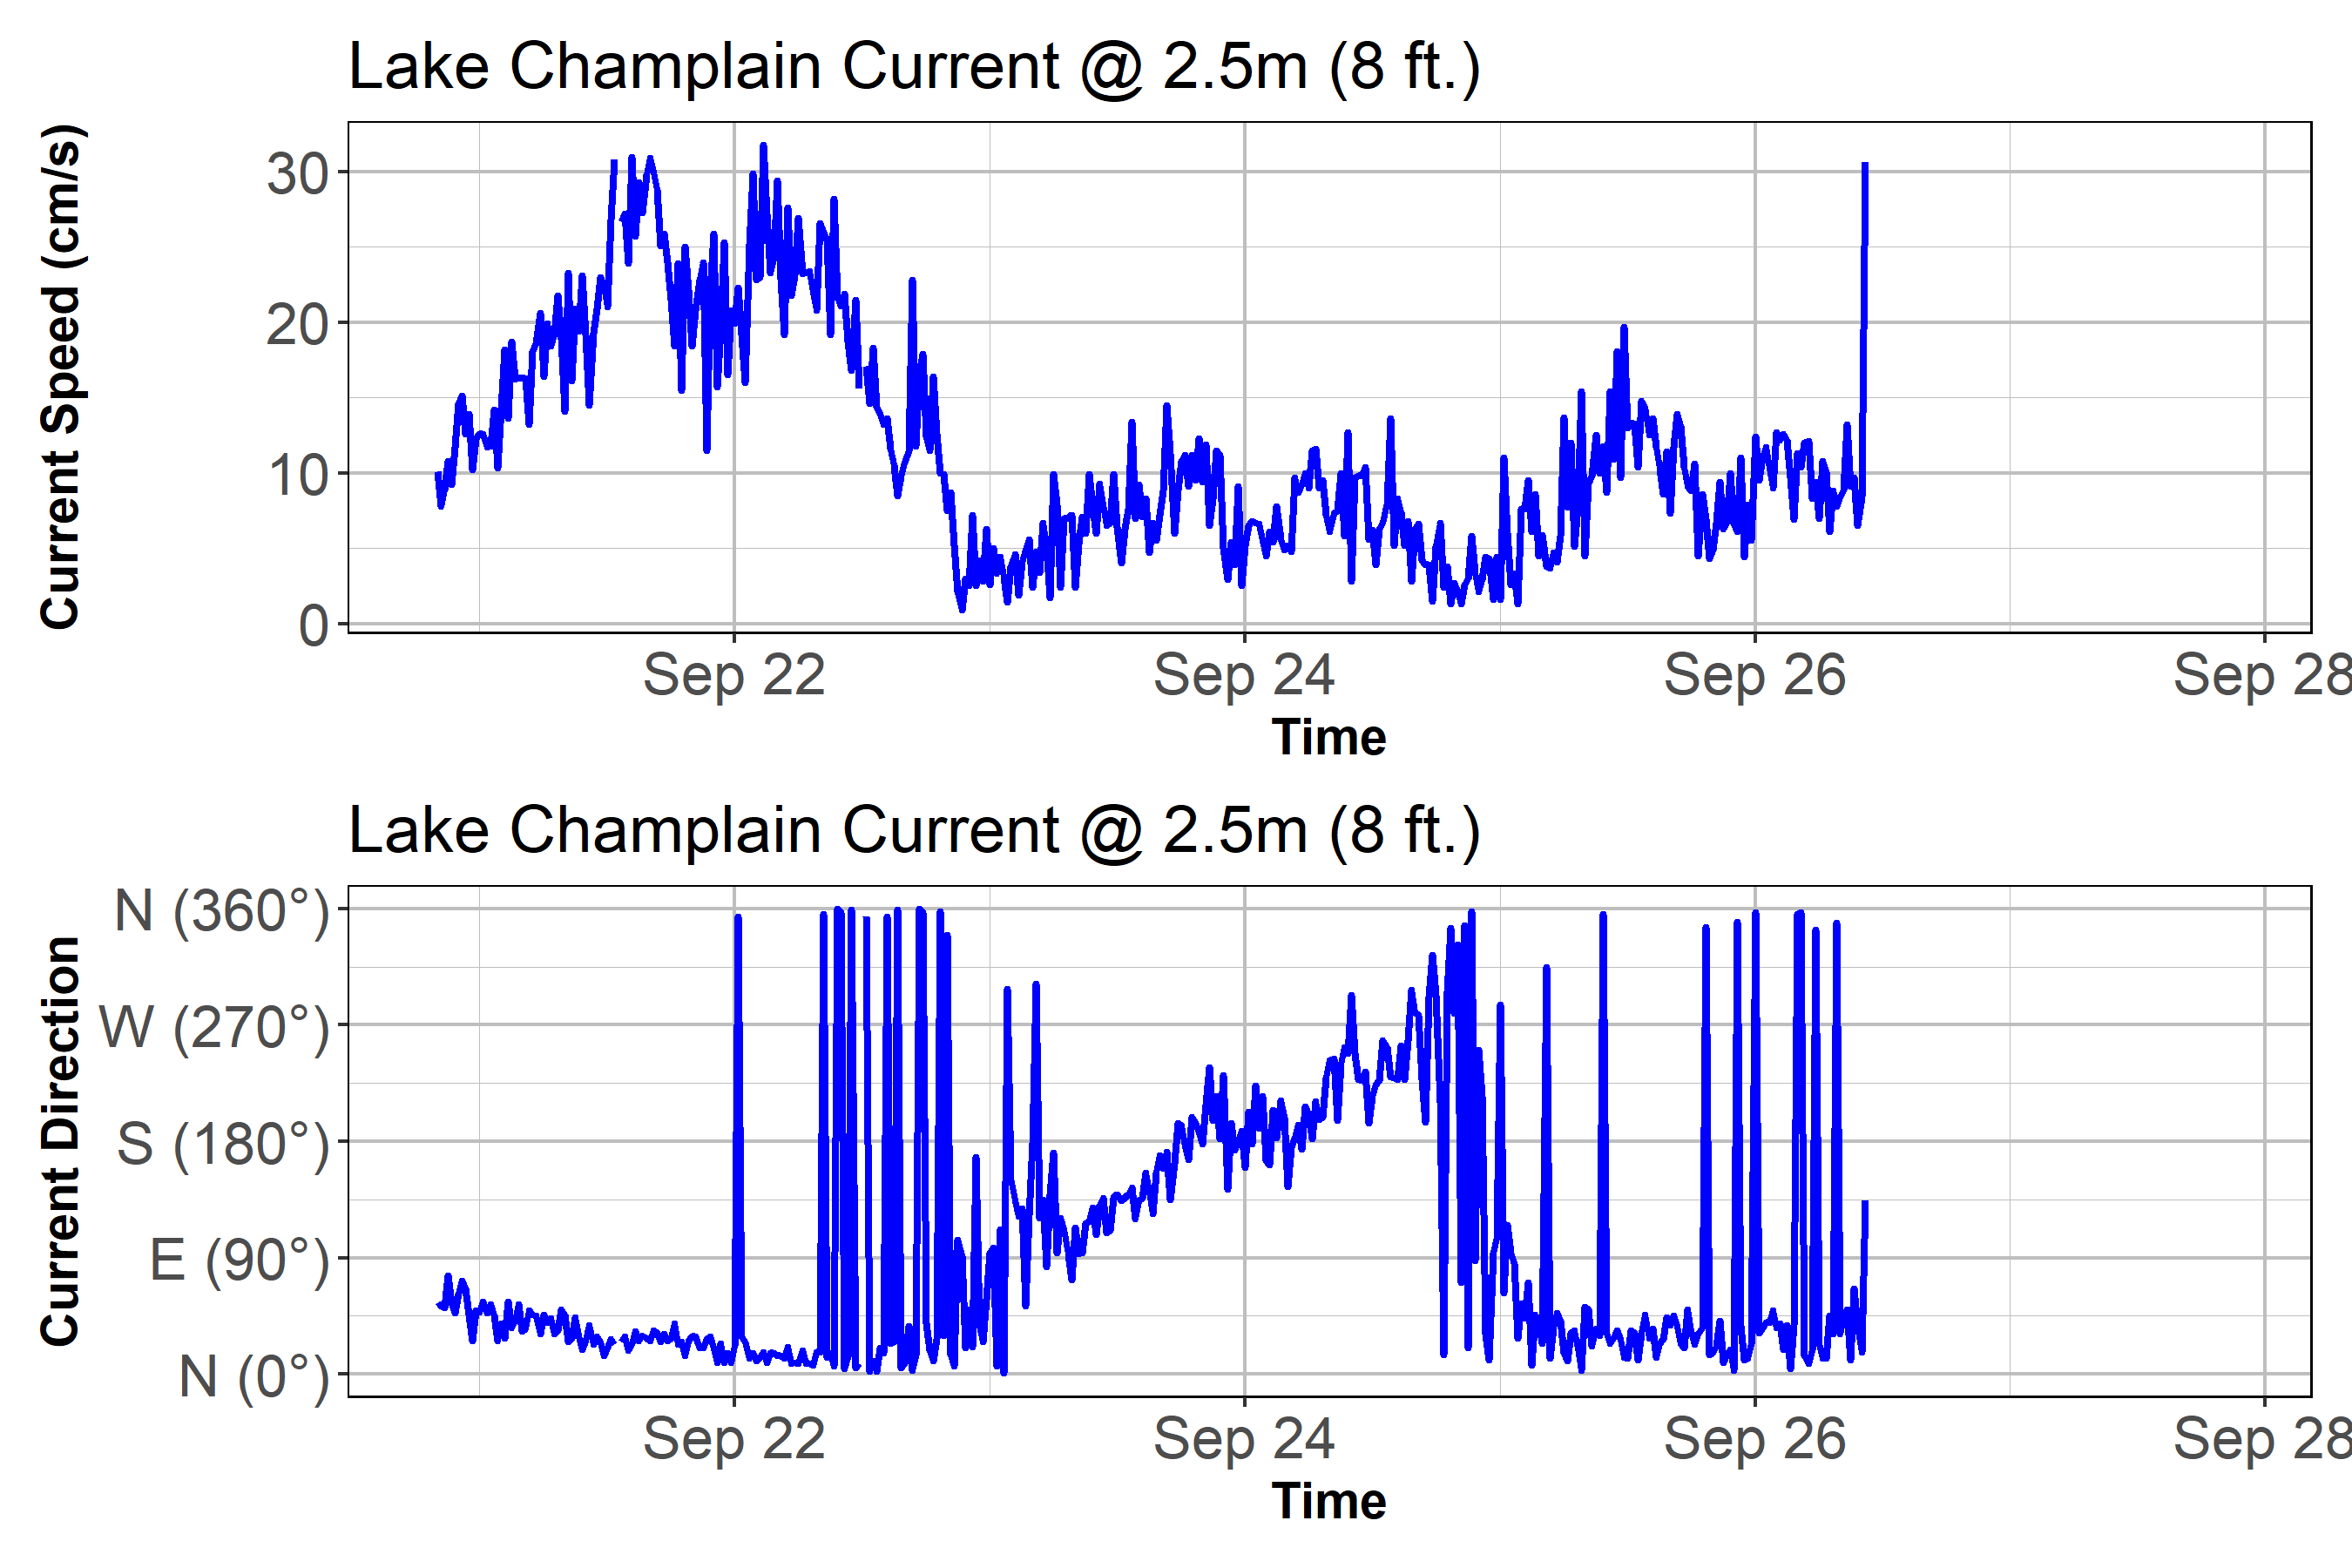 Lake Champlain Current @ 2.5m (8 ft.)
Current Speed (cm/s)
30
20
10
0
Sep 22 Sep 24 Sep 26 Sep 28
Time
Lake Champlain Current @ 2.5m (8 ft.)
Current Direction
N (360°)
W (270°)
S (180°)
E (90°)
N (0°)
Sep 22 Sep 24 Sep 26 Sep 28
Time